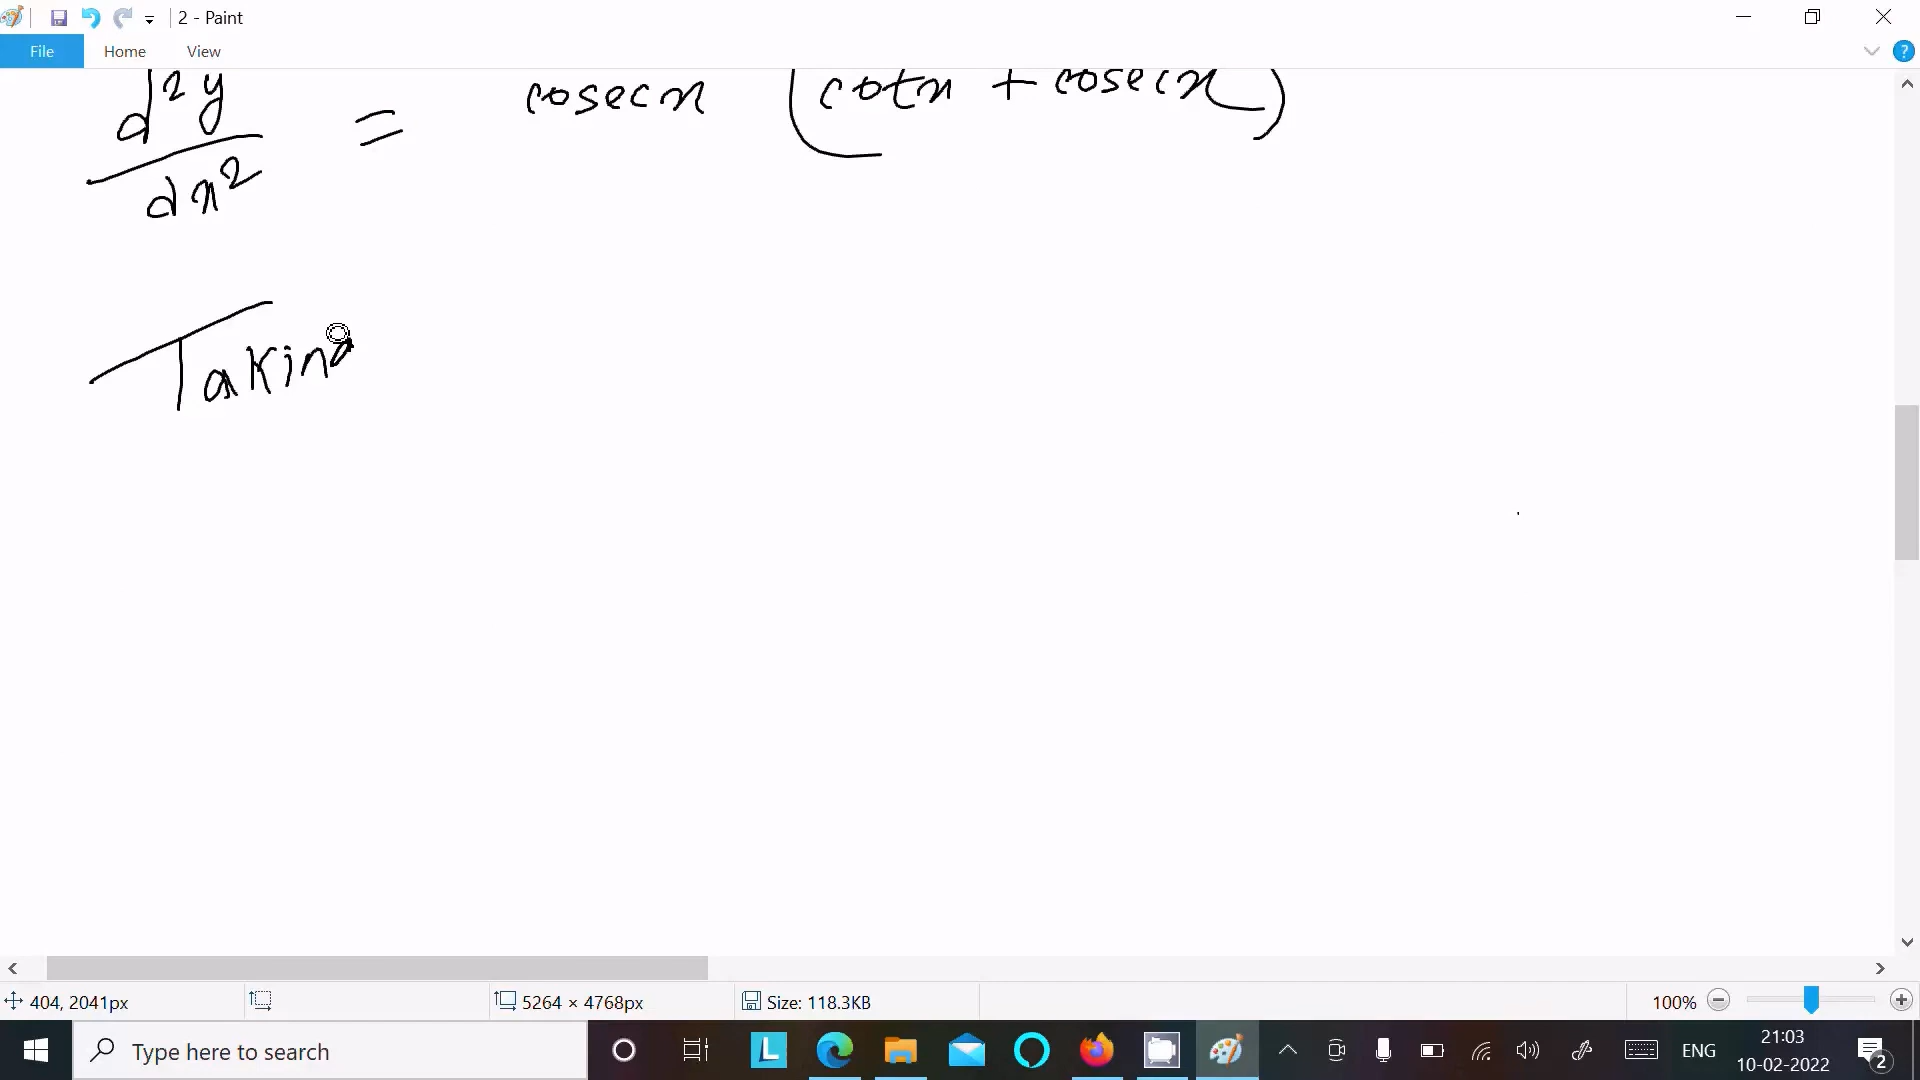 2 - Paint
File Home View
d²y/dx² = cosecx (cotx + cosecx)
Taking
404, 2041px 5264 × 4768px Size: 118.3KB 100%
Type here to search L ENG 21:03
10-02-2022 2